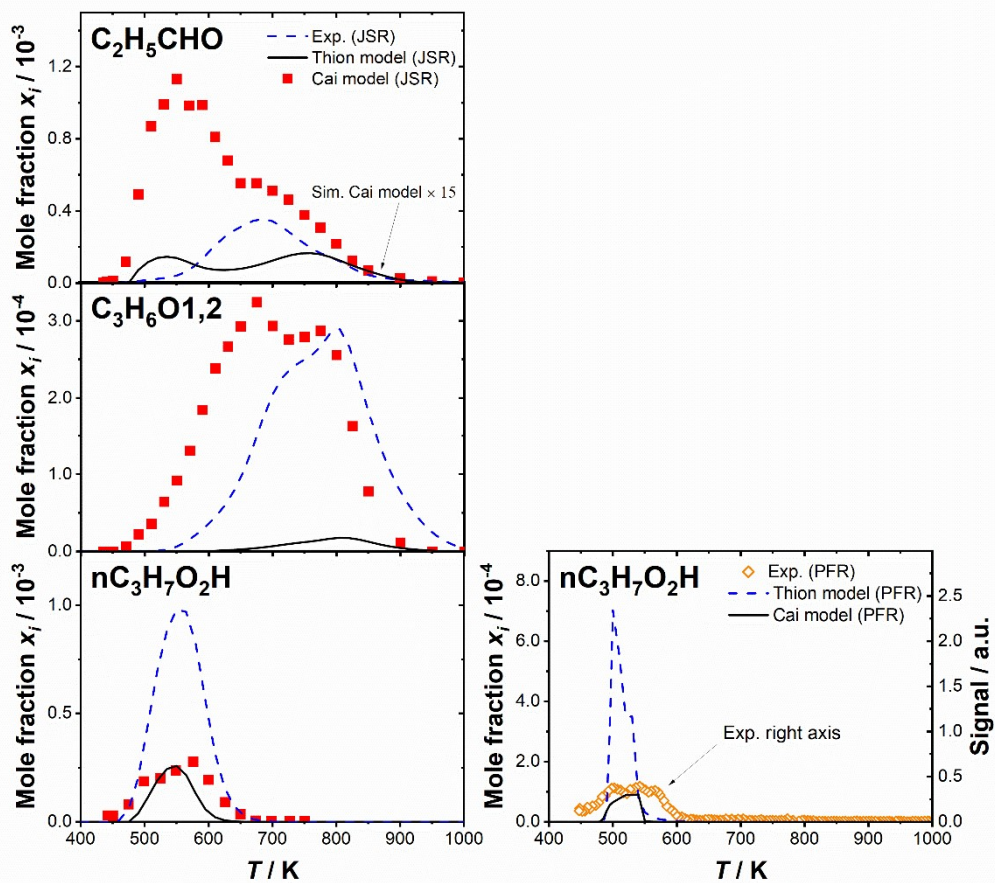 C₂H₅CHO
Exp. (JSR)
Thion model (JSR)
Cai model (JSR)
Sim. Cai model × 15
Mole fraction xᵢ / 10⁻³
1.2
0.8
0.4
0.0
C₃H₆O1,2
Mole fraction xᵢ / 10⁻⁴
3.0
2.0
1.0
0.0
nC₃H₇O₂H
Mole fraction xᵢ / 10⁻³
1.0
0.5
0.0
400 500 600 700 800 900 1000
T / K
nC₃H₇O₂H
Exp. (PFR)
Thion model (PFR)
Cai model (PFR)
Exp. right axis
Mole fraction xᵢ / 10⁻⁴
8.0
6.0
4.0
2.0
0.0
Signal / a.u.
2.5
2.0
1.5
1.0
0.5
0.0
400 500 600 700 800 900 1000
T / K